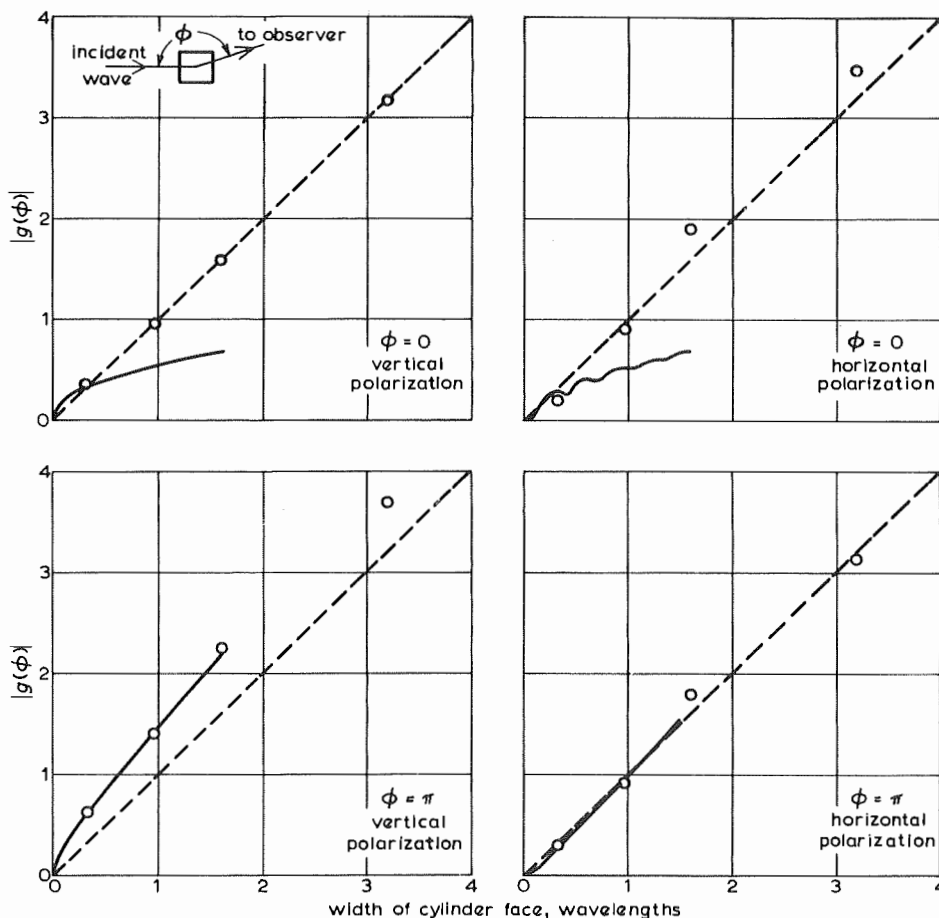 4
3
2
1
0
|g(ϕ)|
incident
wave
ϕ
to observer
ϕ = 0
vertical
polarization
ϕ = 0
horizontal
polarization
4
3
2
1
0
|g(ϕ)|
ϕ = π
vertical
polarization
ϕ = π
horizontal
polarization
0 1 2 3 4 0 1 2 3 4
width of cylinder face, wavelengths